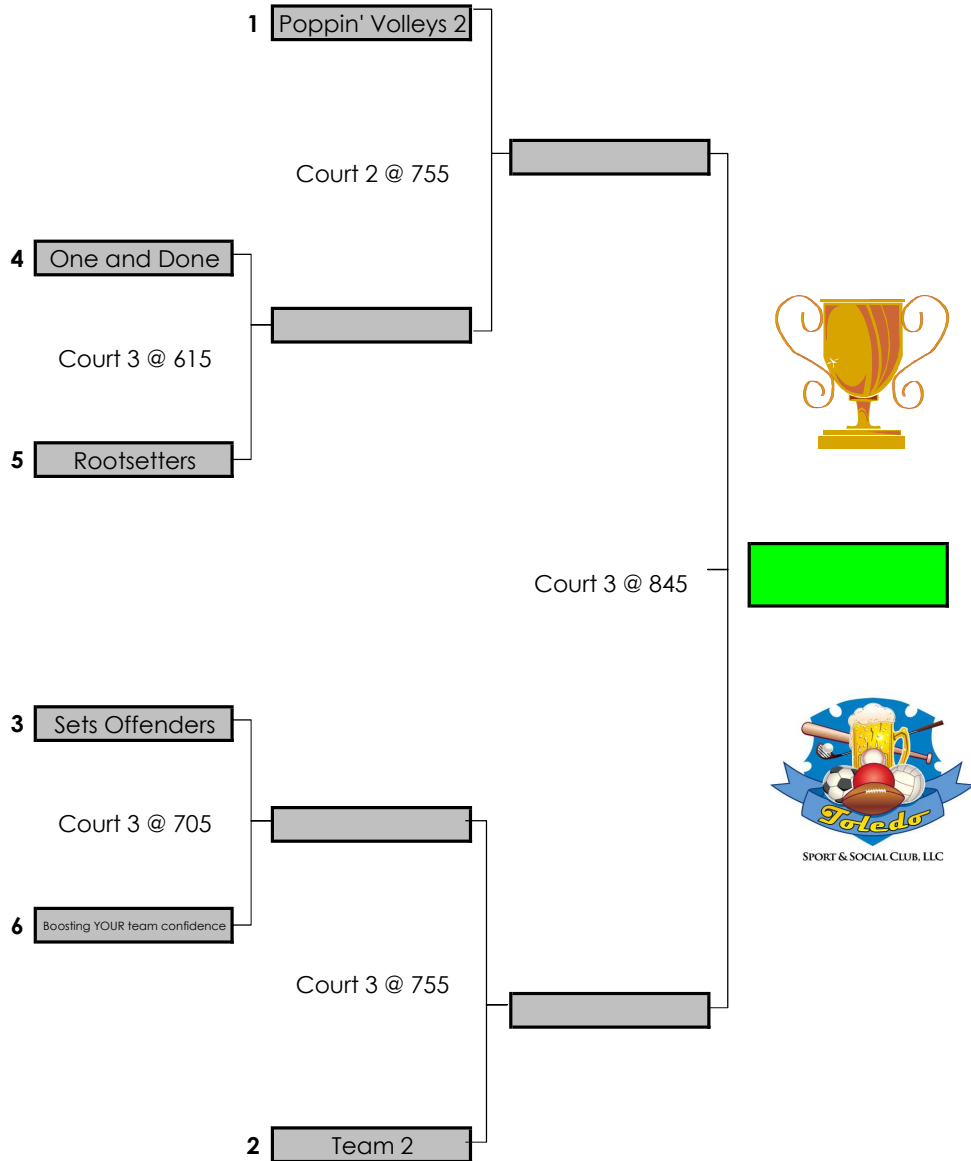 1 Poppin' Volleys 2
Court 2 @ 755
4 One and Done
Court 3 @ 615
5 Rootsetters
Court 3 @ 845
3 Sets Offenders
Court 3 @ 705
Toledo
SPORT & SOCIAL CLUB, LLC
6 Boosting YOUR team confidence
Court 3 @ 755
2 Team 2